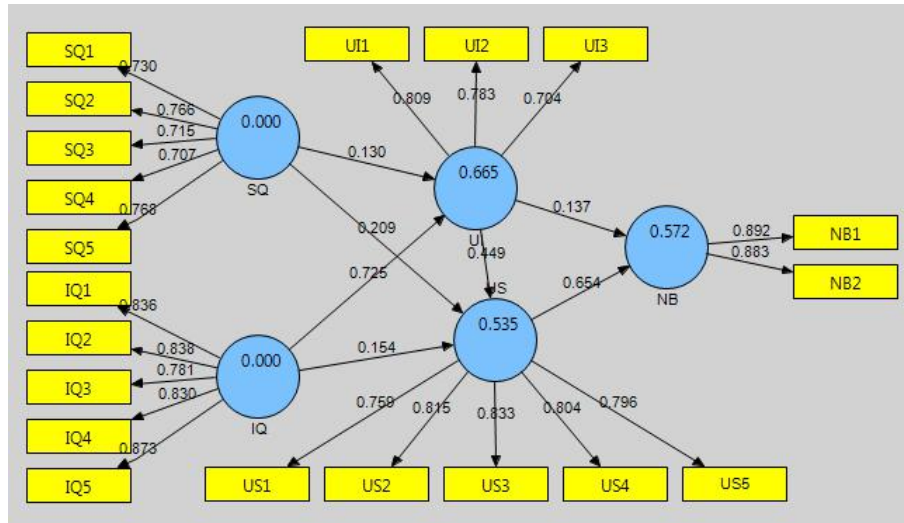 SQ1
SQ2
SQ3
SQ4
SQ5
IQ1
IQ2
IQ3
IQ4
IQ5
0.730
0.766
0.715
0.707
0.768
0.836
0.838
0.781
0.830
0.873
0.000
SQ
0.000
IQ
0.130
0.209
0.725
0.154
UI1
UI2
UI3
0.809
0.783
0.704
0.665
UI
0.449
US
0.535
0.137
0.654
0.572
NB
0.892
0.883
NB1
NB2
0.759
0.815
0.833
0.804
0.796
US1
US2
US3
US4
US5